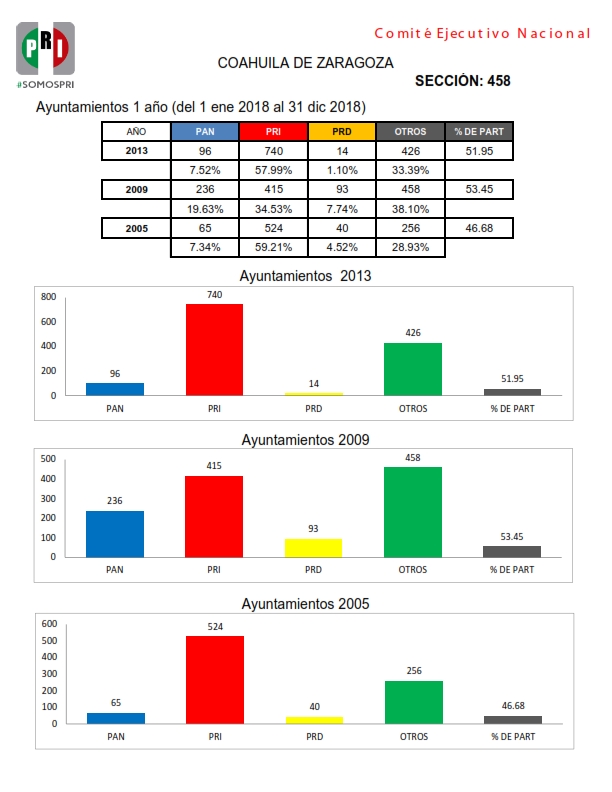 Comité Ejecutivo Nacional
PRI
#SOMOSPRI
COAHUILA DE ZARAGOZA
SECCIÓN: 458
Ayuntamientos 1 año (del 1 ene 2018 al 31 dic 2018)
AÑO PAN PRI PRD OTROS % DE PART
2013 96 740 14 426 51.95
7.52% 57.99% 1.10% 33.39%
2009 236 415 93 458 53.45
19.63% 34.53% 7.74% 38.10%
2005 65 524 40 256 46.68
7.34% 59.21% 4.52% 28.93%
Ayuntamientos 2013
800
600
400
200
0
96 740 14 426 51.95
PAN PRI PRD OTROS % DE PART
Ayuntamientos 2009
500
400
300
200
100
0
236 415 93 458 53.45
PAN PRI PRD OTROS % DE PART
Ayuntamientos 2005
600
500
400
300
200
100
0
65 524 40 256 46.68
PAN PRI PRD OTROS % DE PART